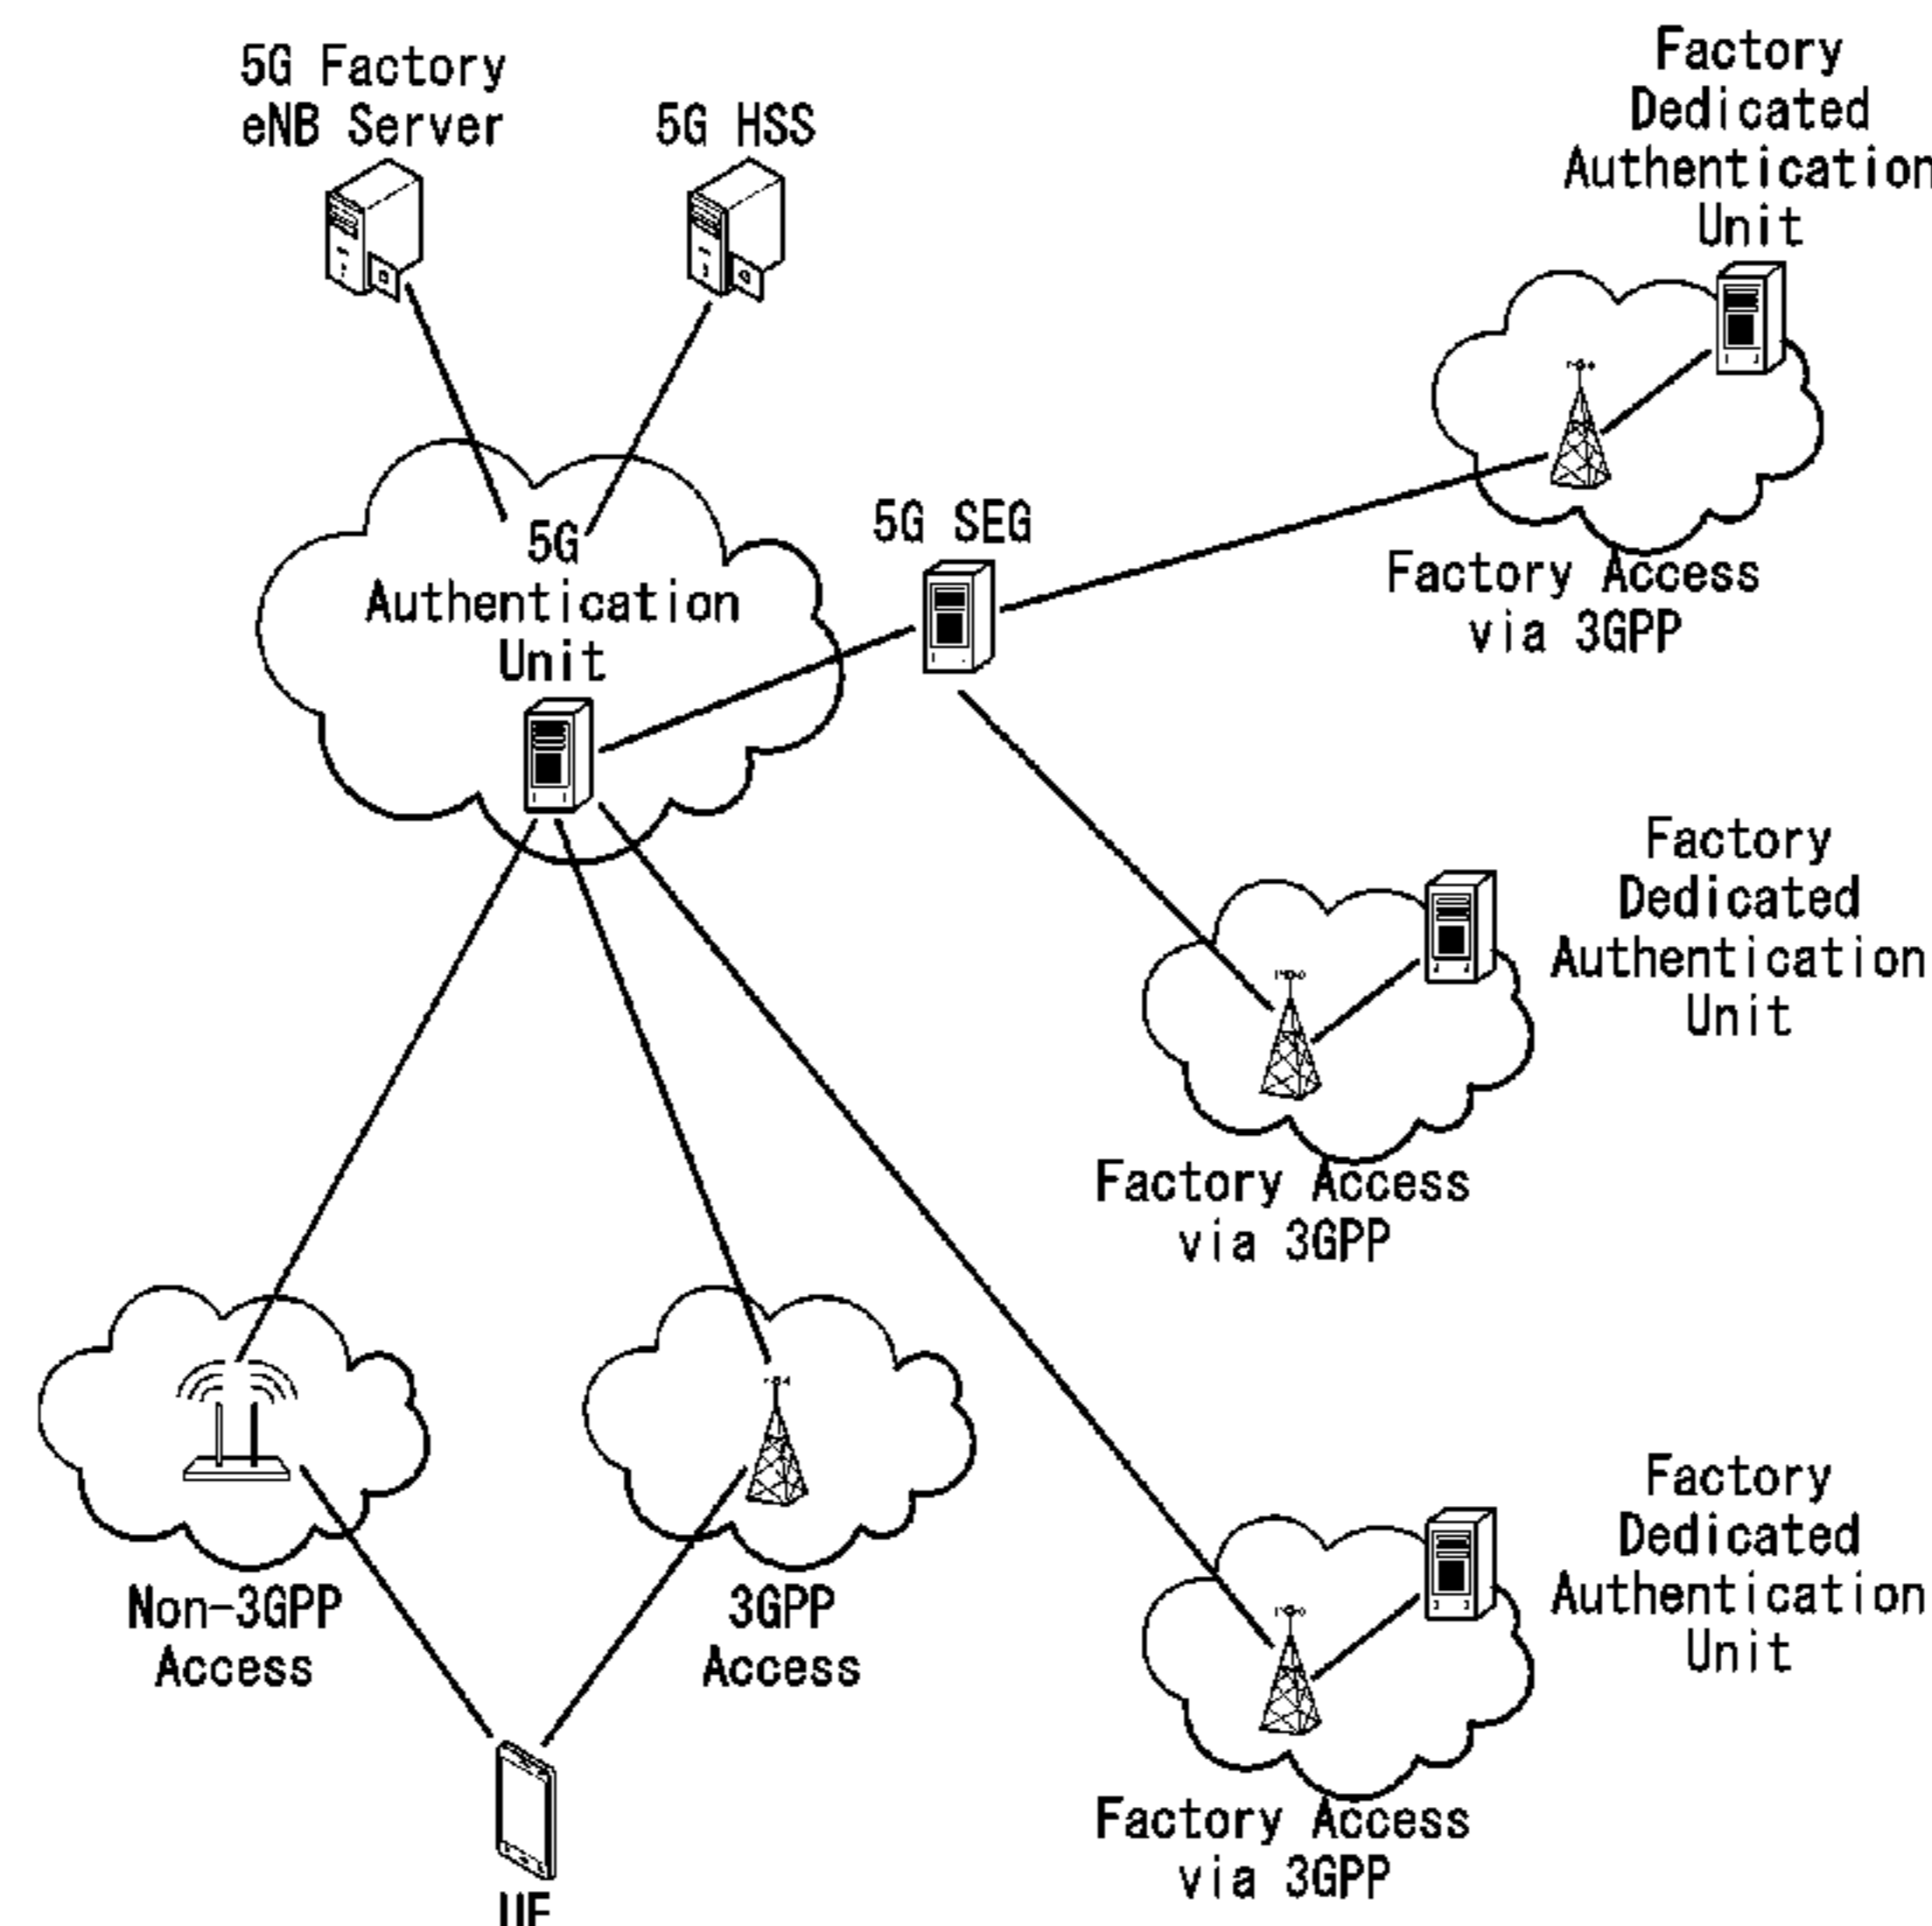 5G Factory
eNB Server
5G HSS
Factory
Dedicated
Authentication
Unit
5G
Authentication
Unit
5G SEG
Factory Access
via 3GPP
Factory
Dedicated
Authentication
Unit
Factory Access
via 3GPP
Non-3GPP
Access
3GPP
Access
Factory
Dedicated
Authentication
Unit
Factory Access
via 3GPP
UE